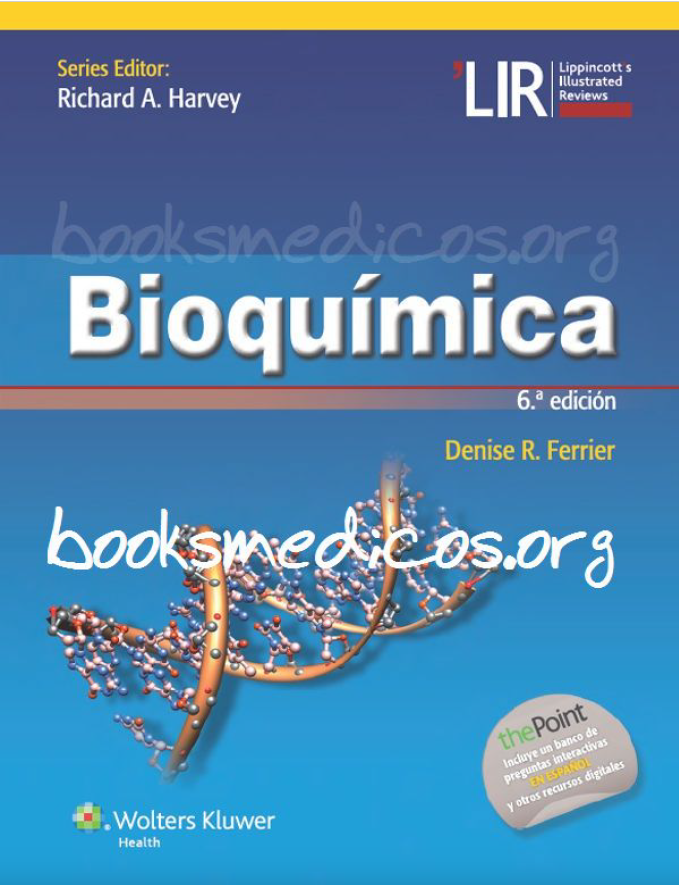 Series Editor:
Richard A. Harvey
'LIR
Lippincott's
Illustrated
Reviews
booksmedicos.org
Bioquímica
6.ª edición
Denise R. Ferrier
booksmedicos.org
thePoint
Incluye un banco de
preguntas interactivas
EN ESPAÑOL
y otros recursos digitales
Wolters Kluwer
Health